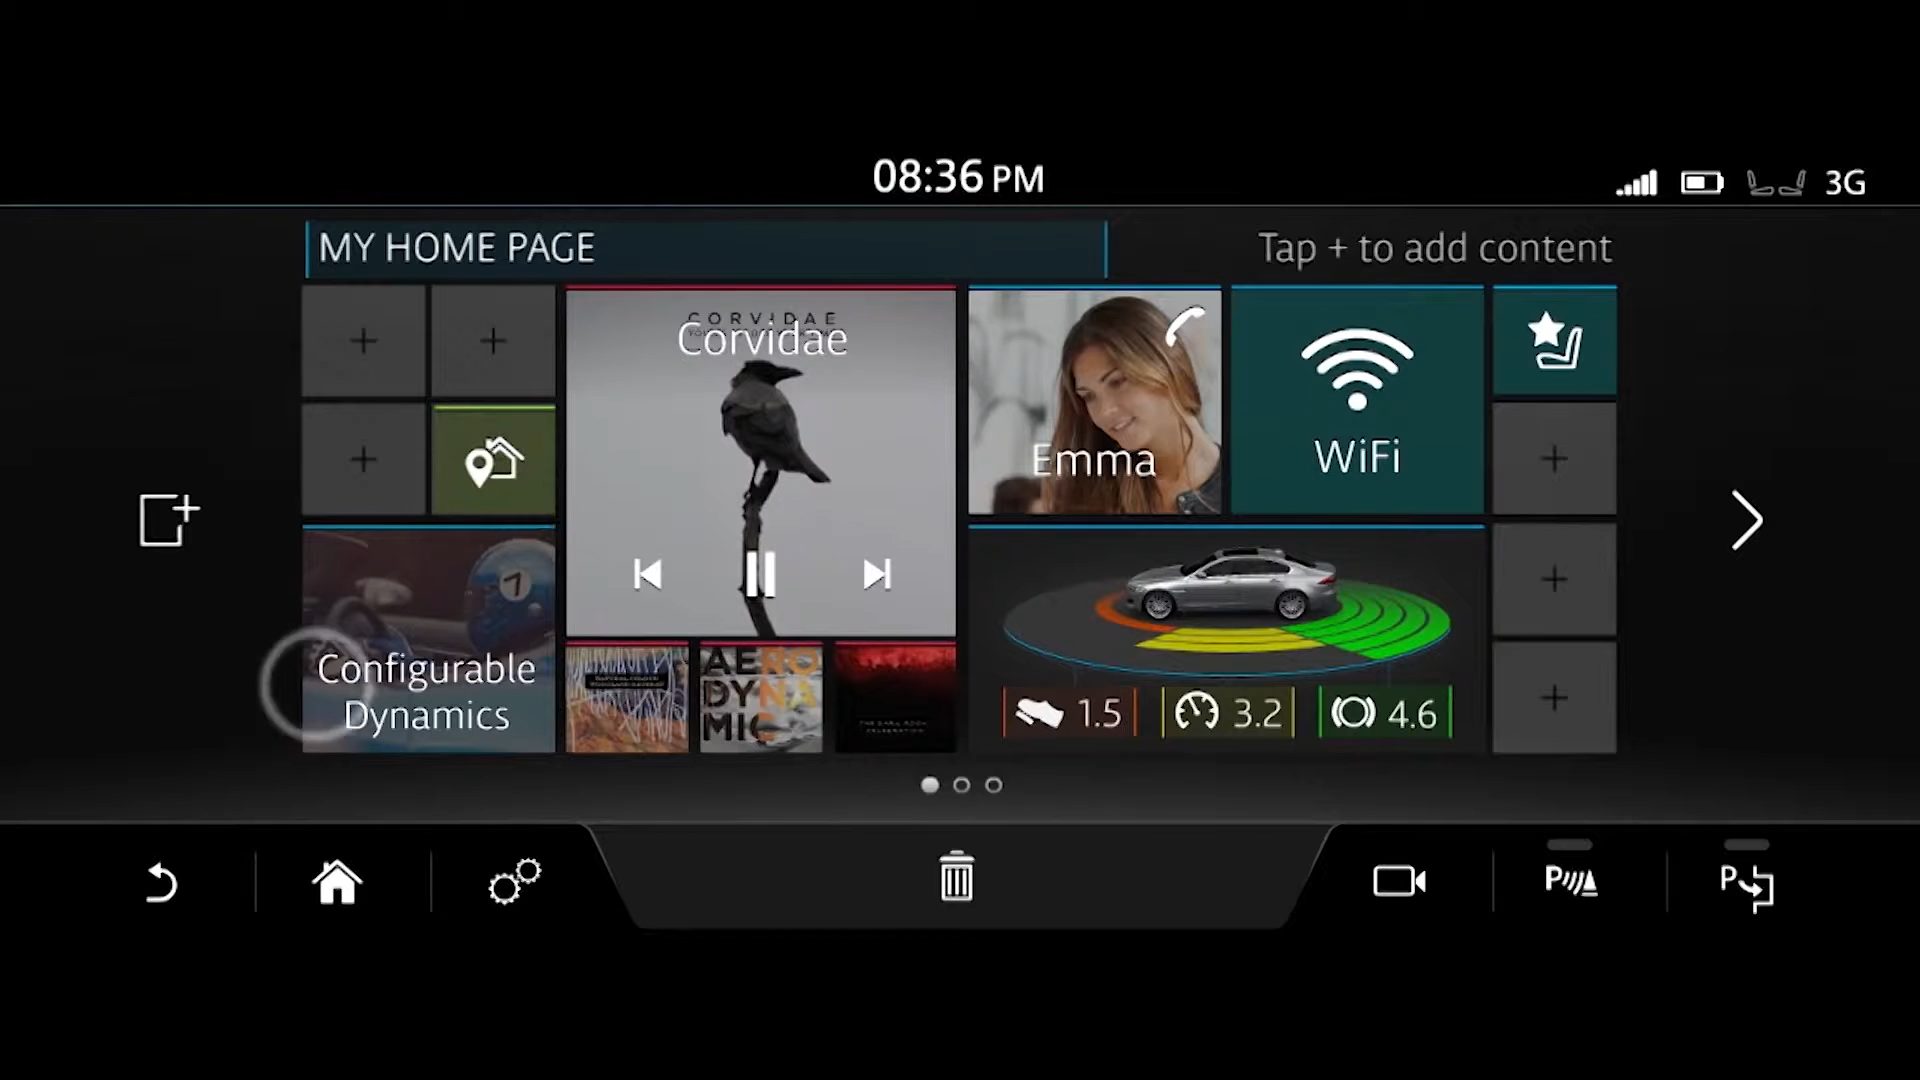 08:36 PM
3G
MY HOME PAGE
Tap + to add content
CORVIDAE
Corvidae
Emma
WiFi
7
Configurable
Dynamics
AERO
DYNA
MIC
1.5
3.2
4.6
P
P